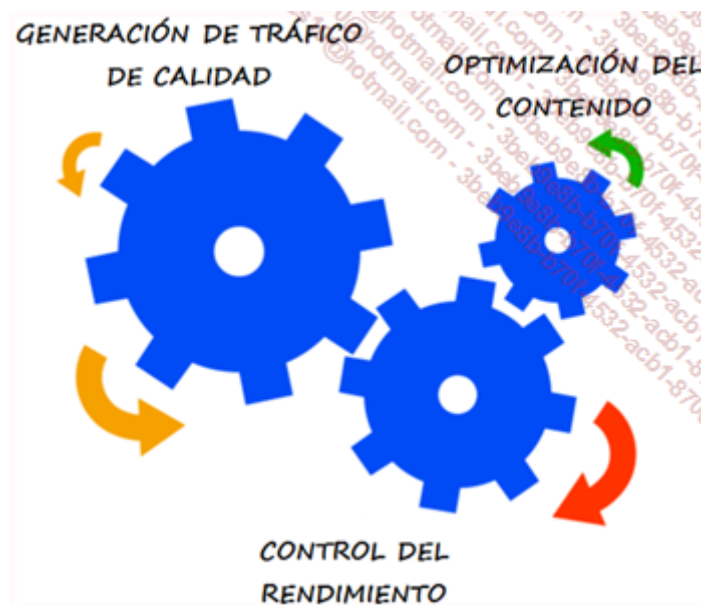 GENERACIÓN DE TRÁFICO
DE CALIDAD
OPTIMIZACIÓN DEL
CONTENIDO
CONTROL DEL
RENDIMIENTO